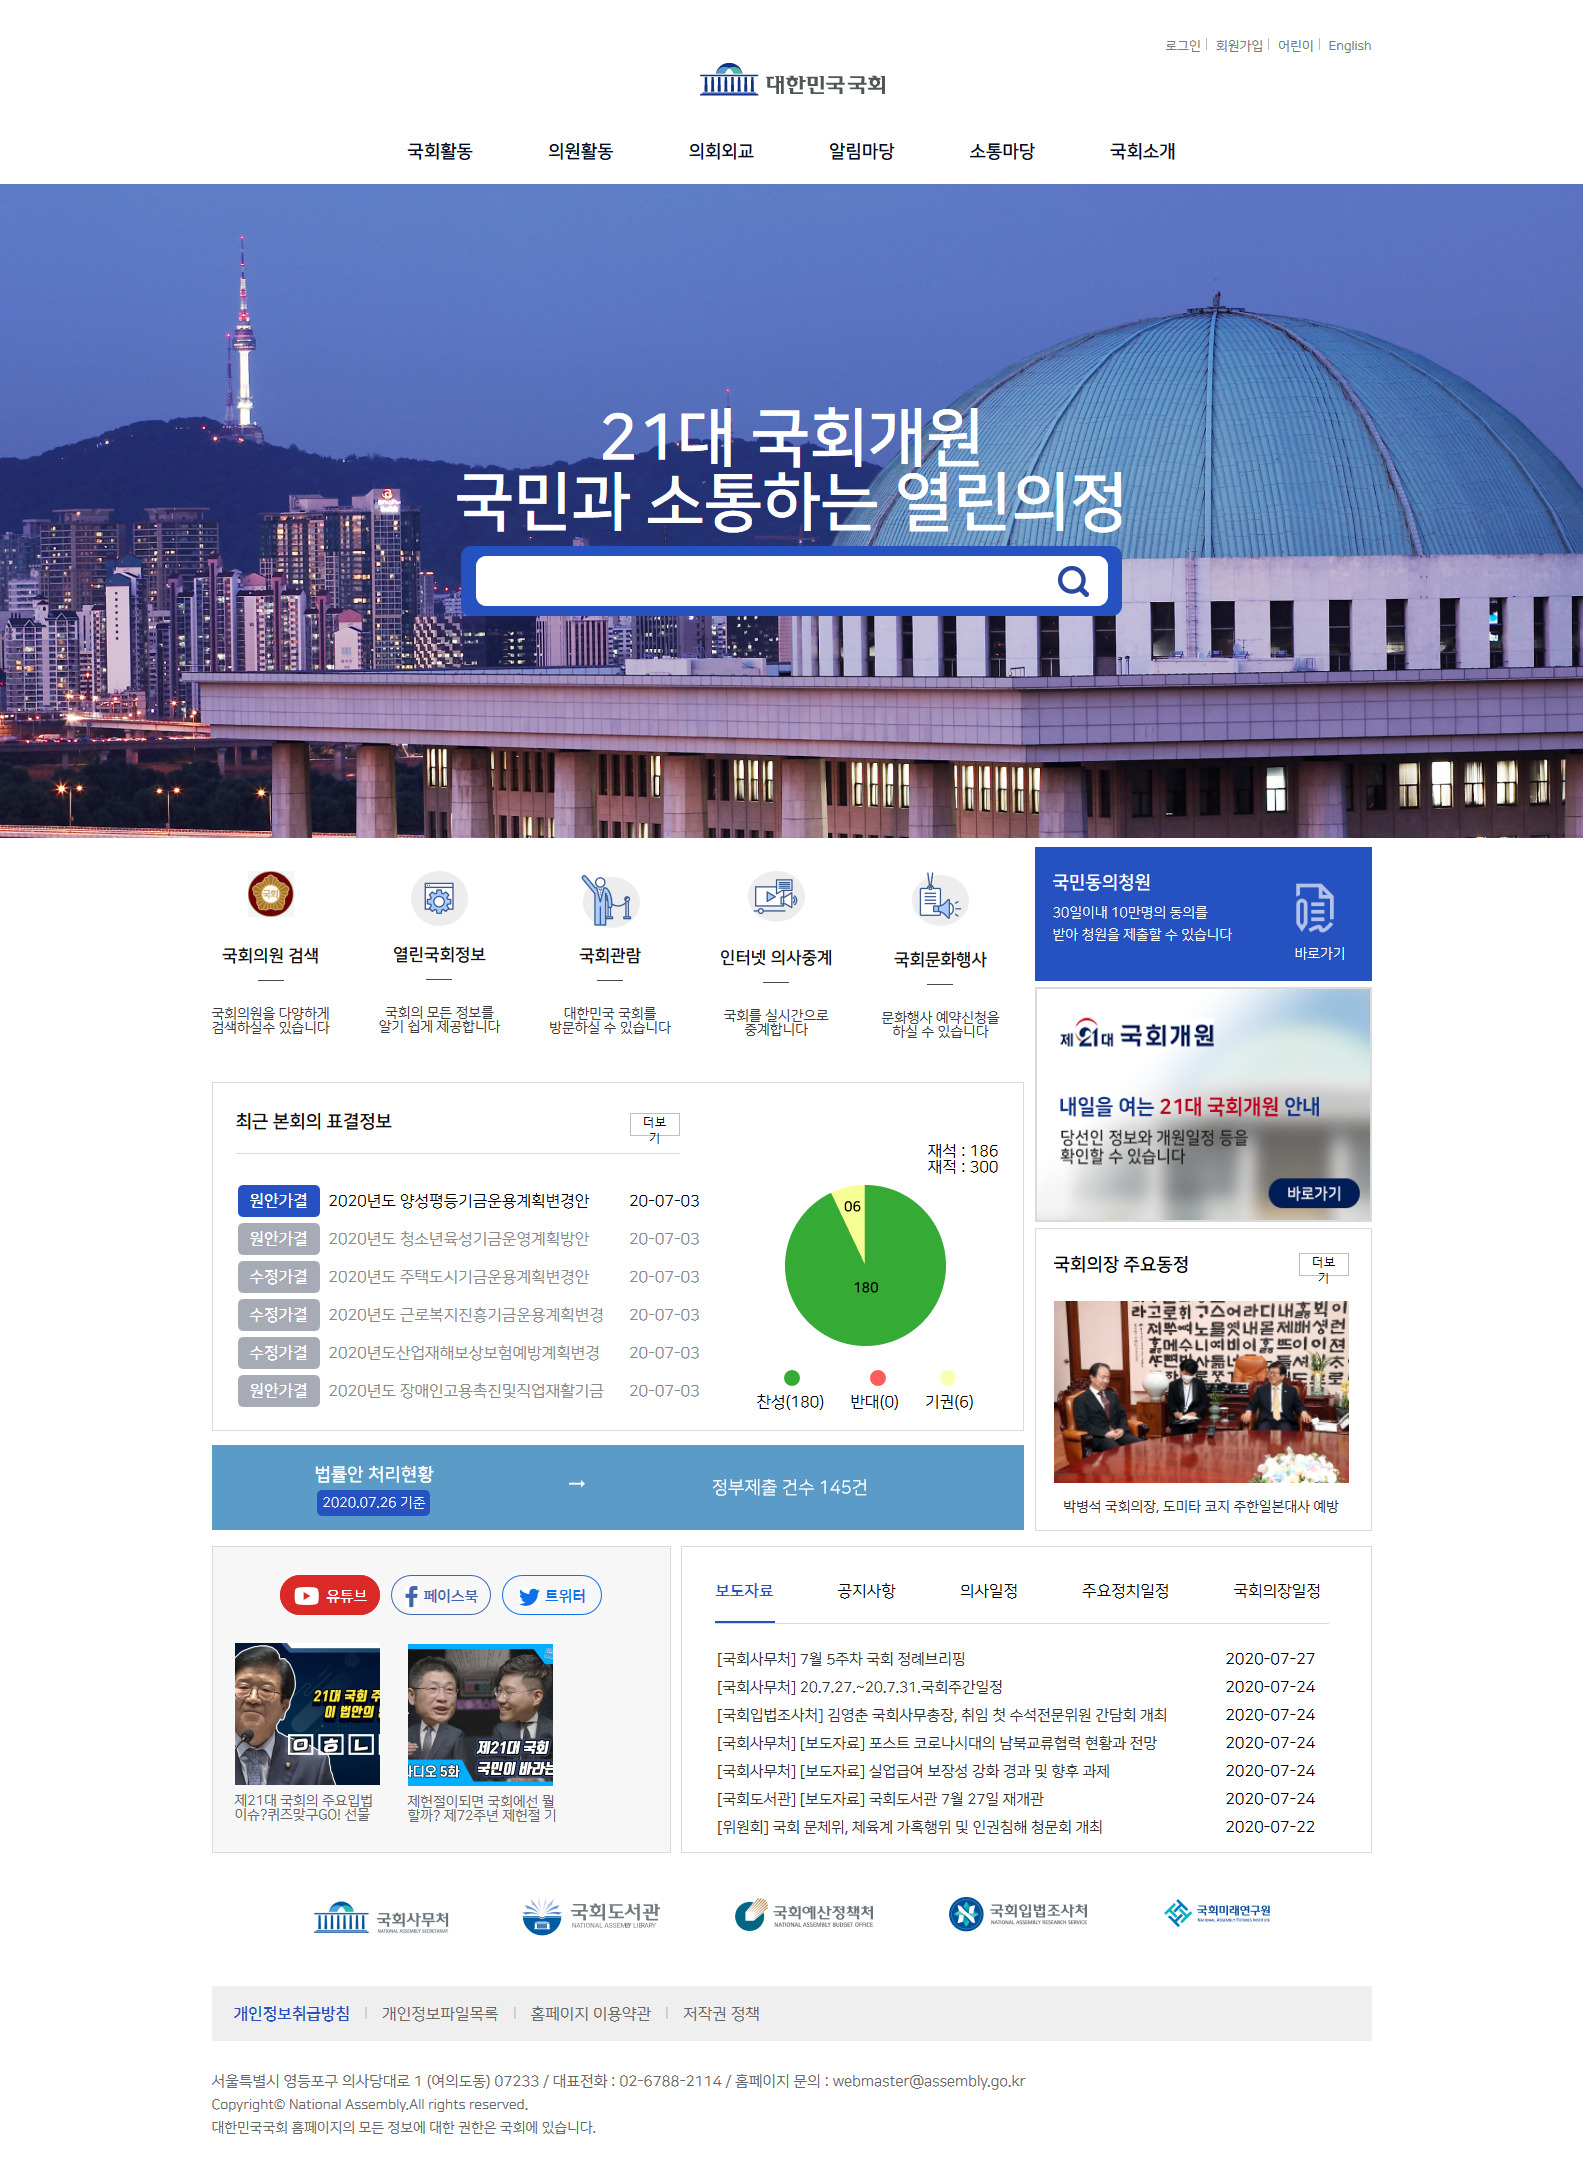 로그인 회원가입 어린이 English
대한민국국회
국회활동 의원활동 의회외교 알림마당 소통마당 국회소개
21대 국회개원
국민과 소통하는 열린의정
국회
국회의원 검색
국회의원을 다양하게
검색하실수 있습니다
열린국회정보
국회의 모든 정보를
알기 쉽게 제공합니다
국회관람
대한민국 국회를
방문하실 수 있습니다
인터넷 의사중계
국회를 실시간으로
중계합니다
국회문화행사
문화행사 예약신청을
하실 수 있습니다
국민동의청원
30일이내 10만명의 동의를
받아 청원을 제출할 수 있습니다
바로가기
제21대 국회개원
내일을 여는 21대 국회개원 안내
당선인 정보와 개원일정 등을
확인할 수 있습니다
바로가기
최근 본회의 표결정보
더보
기
원안가결 2020년도 양성평등기금운용계획변경안 20-07-03
원안가결 2020년도 청소년육성기금운영계획방안 20-07-03
수정가결 2020년도 주택도시기금운용계획변경안 20-07-03
수정가결 2020년도 근로복지진흥기금운용계획변경 20-07-03
수정가결 2020년도산업재해보상보험예방계획변경 20-07-03
원안가결 2020년도 장애인고용촉진및직업재활기금 20-07-03
재석 : 186
재적 : 300
06
180
찬성(180) 반대(0) 기권(6)
국회의장 주요동정
더보
기
박병석 국회의장, 도미타 코지 주한일본대사 예방
법률안 처리현황
2020.07.26 기준
정부제출 건수 145건
유튜브 페이스북 트위터
21대 국회 주
이 법안의
ㅁㅎㄴ
제21대 국회의 주요입법
이슈?퀴즈맞구GO! 선물
제21대 국회
라디오 5화 국민이 바라는
제헌절이되면 국회에선 뭘
할까? 제72주년 제헌절 기
보도자료 공지사항 의사일정 주요정치일정 국회의장일정
[국회사무처] 7월 5주차 국회 정례브리핑 2020-07-27
[국회사무처] 20.7.27.~20.7.31.국회주간일정 2020-07-24
[국회입법조사처] 김영춘 국회사무총장, 취임 첫 수석전문위원 간담회 개최 2020-07-24
[국회사무처] [보도자료] 포스트 코로나시대의 남북교류협력 현황과 전망 2020-07-24
[국회사무처] [보도자료] 실업급여 보장성 강화 경과 및 향후 과제 2020-07-24
[국회도서관] [보도자료] 국회도서관 7월 27일 재개관 2020-07-24
[위원회] 국회 문체위, 체육계 가혹행위 및 인권침해 청문회 개최 2020-07-22
국회사무처
NATIONAL ASSEMBLY SECRETARIAT
국회도서관
NATIONAL ASSEMBLY LIBRARY
국회예산정책처
NATIONAL ASSEMBLY BUDGET OFFICE
국회입법조사처
NATIONAL ASSEMBLY RESEARCH SERVICE
국회미래연구원
NATIONAL ASSEMBLY FUTURES INSTITUTE
개인정보취급방침 개인정보파일목록 홈페이지 이용약관 저작권 정책
서울특별시 영등포구 의사당대로 1 (여의도동) 07233 / 대표전화 : 02-6788-2114 / 홈페이지 문의 : webmaster@assembly.go.kr
Copyright© National Assembly.All rights reserved.
대한민국국회 홈페이지의 모든 정보에 대한 권한은 국회에 있습니다.